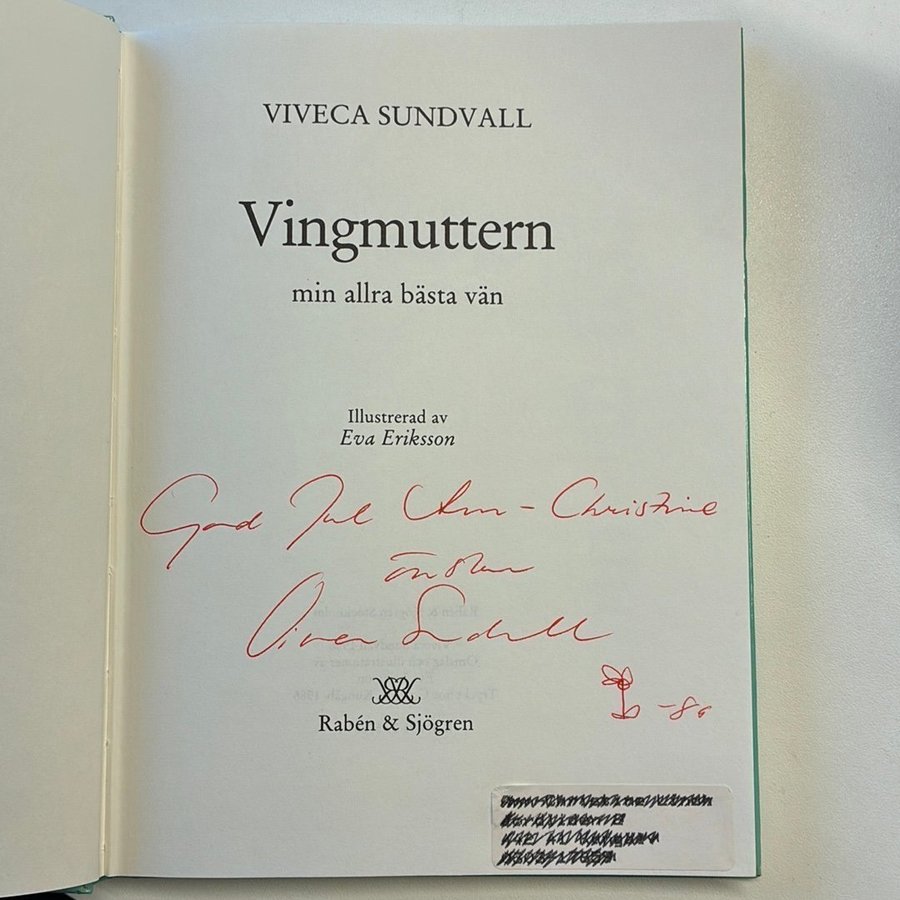 VIVECA SUNDVALL
Vingmuttern
min allra bästa vän
Illustrerad av
Eva Eriksson
God Jul Ann-Christine
önskar
Viveca Sundvall
-86
Rabén & Sjögren